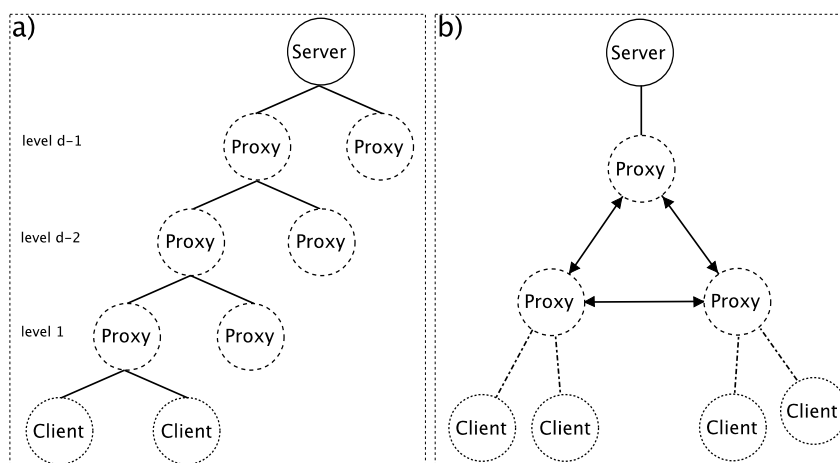 a)
Server
level d-1
Proxy
Proxy
level d-2
Proxy
Proxy
level 1
Proxy
Proxy
Client
Client
b)
Server
Proxy
Proxy
Proxy
Client
Client
Client
Client